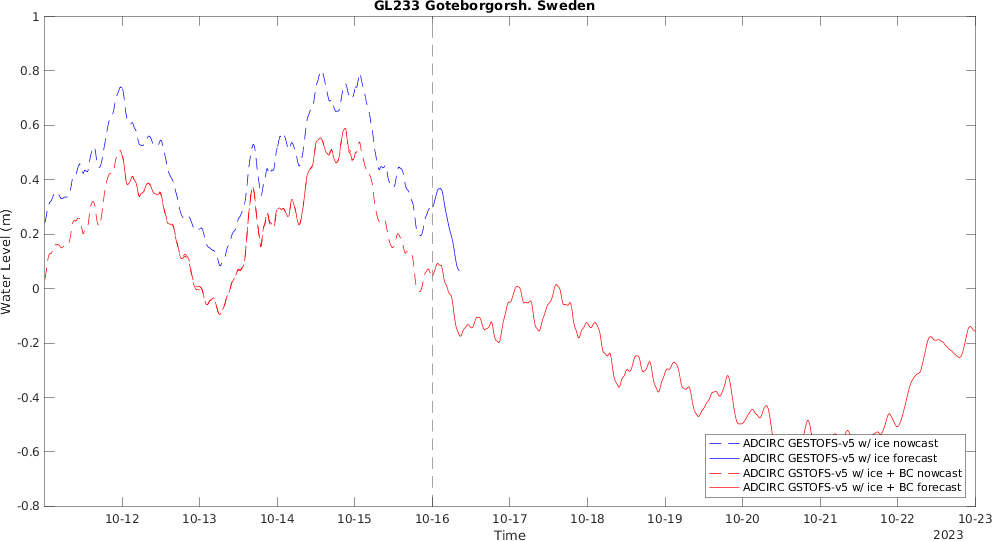 GL233 Goteborgorsh. Sweden
Water Level (m)
1
0.8
0.6
0.4
0.2
0
-0.2
-0.4
-0.6
-0.8
ADCIRC GESTOFS-v5 w/ ice nowcast
ADCIRC GESTOFS-v5 w/ ice forecast
ADCIRC GSTOFS-v5 w/ ice + BC nowcast
ADCIRC GSTOFS-v5 w/ ice + BC forecast
10-12 10-13 10-14 10-15 10-16 10-17 10-18 10-19 10-20 10-21 10-22 10-23
Time
2023